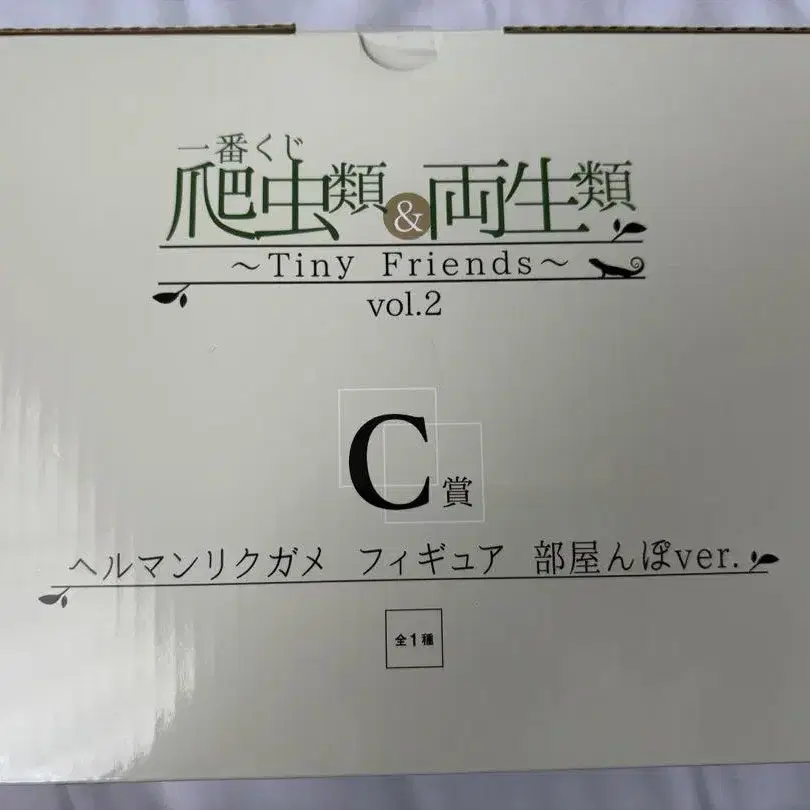 一番くじ
爬虫類&両生類
～Tiny Friends～
vol.2
C賞
ヘルマンリクガメ フィギュア 部屋んぽver.
全1種